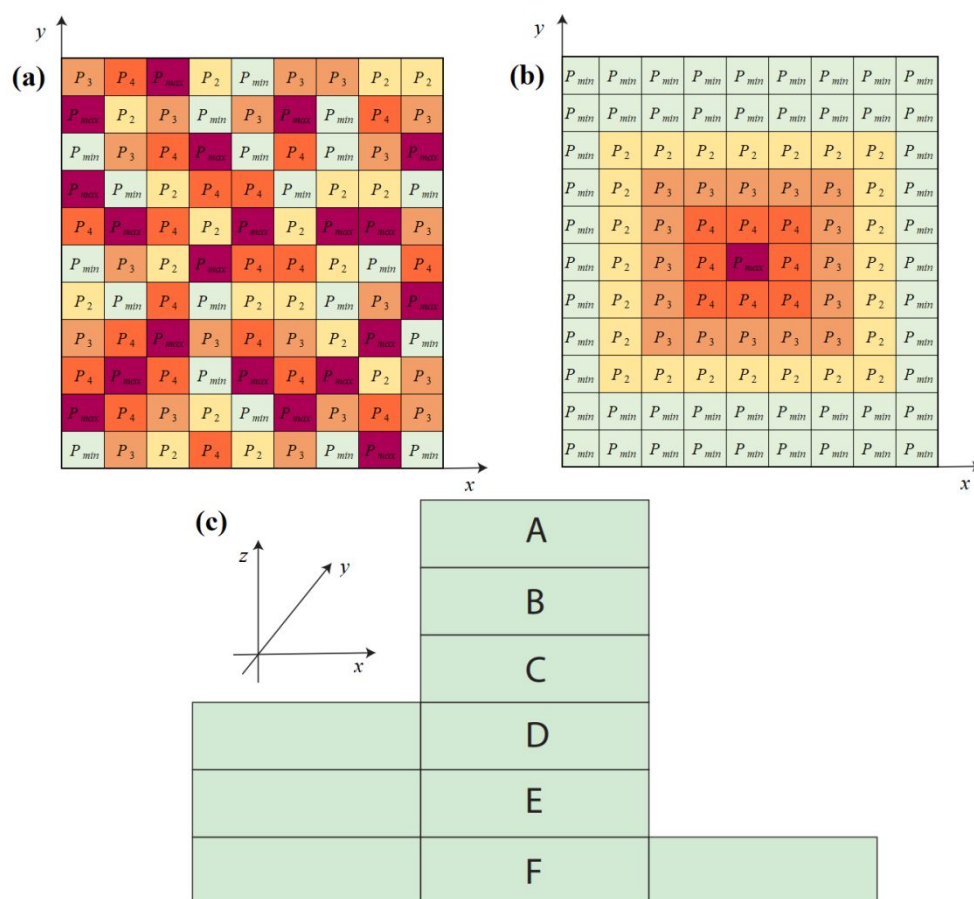 y
(a)
P3 P4 Pmax P2 Pmin P3 P3 P2 P2
Pmax P2 P3 Pmin P3 Pmax Pmin P4 P3
Pmin P3 P4 Pmax Pmin P4 Pmin P3 Pmax
Pmax Pmin P2 P4 P4 Pmin P2 P2 Pmin
P4 Pmax P4 P2 Pmax P2 Pmax Pmax P3
Pmin P3 P2 Pmax P4 P4 P2 Pmin P4
P2 Pmin P4 Pmin P2 P2 Pmin P3 Pmax
P3 P4 Pmax P3 P4 P3 P2 Pmax Pmin
P4 Pmax P4 Pmin Pmax P4 Pmax P2 P3
Pmax P4 P3 P2 Pmin Pmax P3 P4 P3
Pmin P3 P2 P4 P2 P3 Pmin Pmax Pmin
x
y
(b)
Pmin Pmin Pmin Pmin Pmin Pmin Pmin Pmin Pmin
Pmin Pmin Pmin Pmin Pmin Pmin Pmin Pmin Pmin
Pmin P2 P2 P2 P2 P2 P2 P2 Pmin
Pmin P2 P3 P3 P3 P3 P3 P2 Pmin
Pmin P2 P3 P4 P4 P4 P3 P2 Pmin
Pmin P2 P3 P4 Pmax P4 P3 P2 Pmin
Pmin P2 P3 P4 P4 P4 P3 P2 Pmin
Pmin P2 P3 P3 P3 P3 P3 P2 Pmin
Pmin P2 P2 P2 P2 P2 P2 P2 Pmin
Pmin Pmin Pmin Pmin Pmin Pmin Pmin Pmin Pmin
Pmin Pmin Pmin Pmin Pmin Pmin Pmin Pmin Pmin
x
(c)
z
y
x
A
B
C
D
E
F